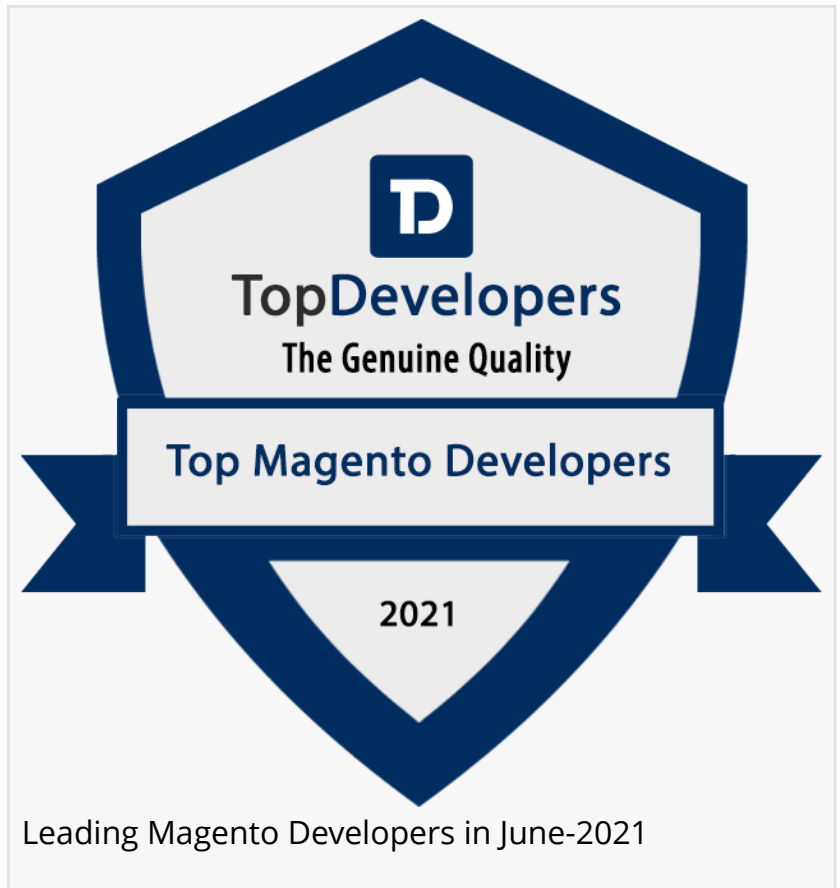 TD
TopDevelopers
The Genuine Quality
Top Magento Developers
2021
Leading Magento Developers in June-2021